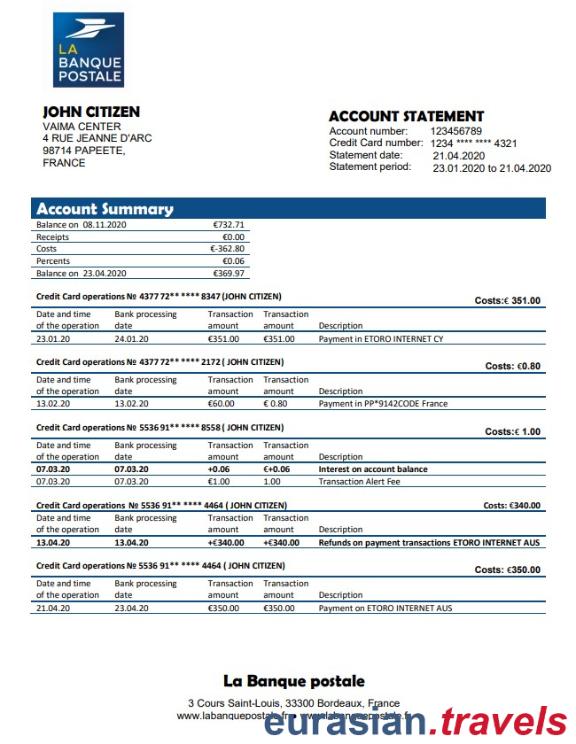 LA
BANQUE
POSTALE
JOHN CITIZEN
VAIMA CENTER
4 RUE JEANNE D'ARC
98714 PAPEETE,
FRANCE
ACCOUNT STATEMENT
Account number: 123456789
Credit Card number: 1234 **** **** 4321
Statement date: 21.04.2020
Statement period: 23.01.2020 to 21.04.2020
Account Summary
Balance on 08.11.2020 €732.71
Receipts €0.00
Costs €-362.80
Percents €0.06
Balance on 23.04.2020 €369.97
Credit Card operations № 4377 72** **** 8347 (JOHN CITIZEN) Costs:€ 351.00
Date and time Bank processing Transaction Transaction
of the operation date amount amount Description
23.01.20 24.01.20 €351.00 €351.00 Payment in ETORO INTERNET CY
Credit Card operations № 4377 72** **** 2172 ( JOHN CITIZEN) Costs: €0.80
Date and time Bank processing Transaction Transaction
of the operation date amount amount Description
13.02.20 13.02.20 €60.00 € 0.80 Payment in PP*9142CODE France
Credit Card operations № 5536 91** **** 8558 ( JOHN CITIZEN) Costs:€ 1.00
Date and time Bank processing Transaction Transaction
of the operation date amount amount Description
07.03.20 07.03.20 +0.06 €+0.06 Interest on account balance
07.03.20 07.03.20 €1.00 1.00 Transaction Alert Fee
Credit Card operations № 5536 91** **** 4464 ( JOHN CITIZEN) Costs: €340.00
Date and time Bank processing Transaction Transaction
of the operation date amount amount Description
13.04.20 13.04.20 +€340.00 +€340.00 Refunds on payment transactions ETORO INTERNET AUS
Credit Card operations № 5536 91** **** 4464 ( JOHN CITIZEN) Costs: €350.00
Date and time Bank processing Transaction Transaction
of the operation date amount amount Description
21.04.20 23.04.20 €350.00 €350.00 Payment on ETORO INTERNET AUS
La Banque postale
3 Cours Saint-Louis, 33300 Bordeaux, France
www.labanquepostale.fr • www.labanquepostale.fr
eurasian.travels